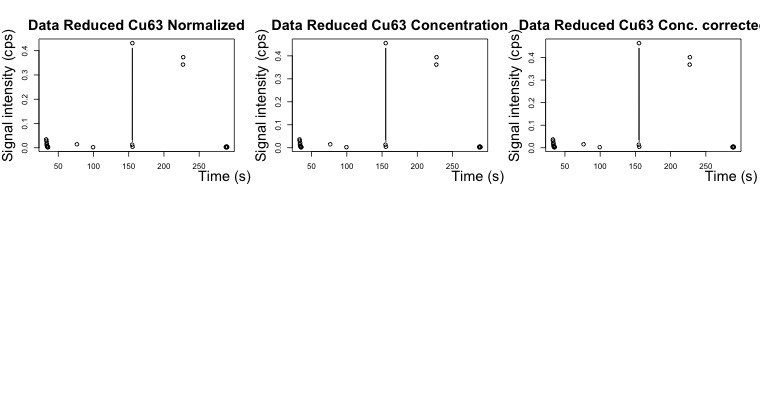 Data Reduced Cu63 Normalized
Signal intensity (cps)
0.0 0.1 0.2 0.3 0.4
50 100 150 200 250
Time (s)
Data Reduced Cu63 Concentration
Signal intensity (cps)
0.0 0.1 0.2 0.3 0.4
50 100 150 200 250
Time (s)
Data Reduced Cu63 Conc. corrected
Signal intensity (cps)
0.0 0.1 0.2 0.3 0.4
50 100 150 200 250
Time (s)